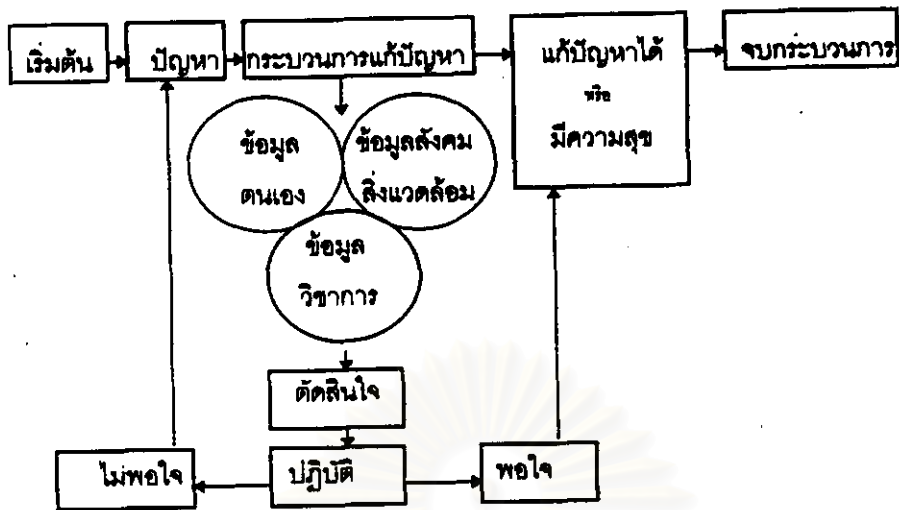 เริ่มต้น
ปัญหา
กระบวนการแก้ปัญหา
แก้ปัญหาได้
หรือ
มีความสุข
จบกระบวนการ
ข้อมูล
ตนเอง
ข้อมูลสังคม
สิ่งแวดล้อม
ข้อมูล
วิชาการ
ตัดสินใจ
ไม่พอใจ
ปฏิบัติ
พอใจ